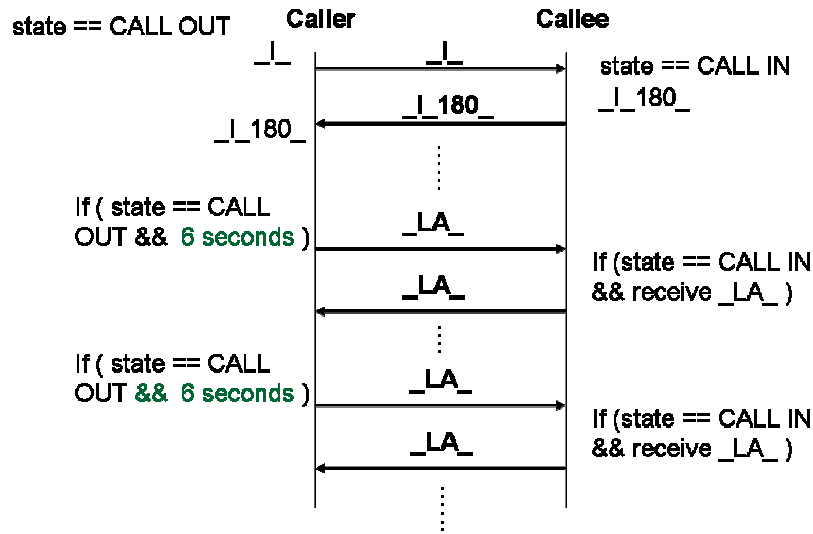 Caller
Callee
state == CALL OUT
_I_
_I_
state == CALL IN
_I_180_
_I_180_
_I_180_
If ( state == CALL
OUT && 6 seconds )
_LA_
If (state == CALL IN
&& receive _LA_ )
_LA_
If ( state == CALL
OUT && 6 seconds )
_LA_
If (state == CALL IN
&& receive _LA_ )
_LA_